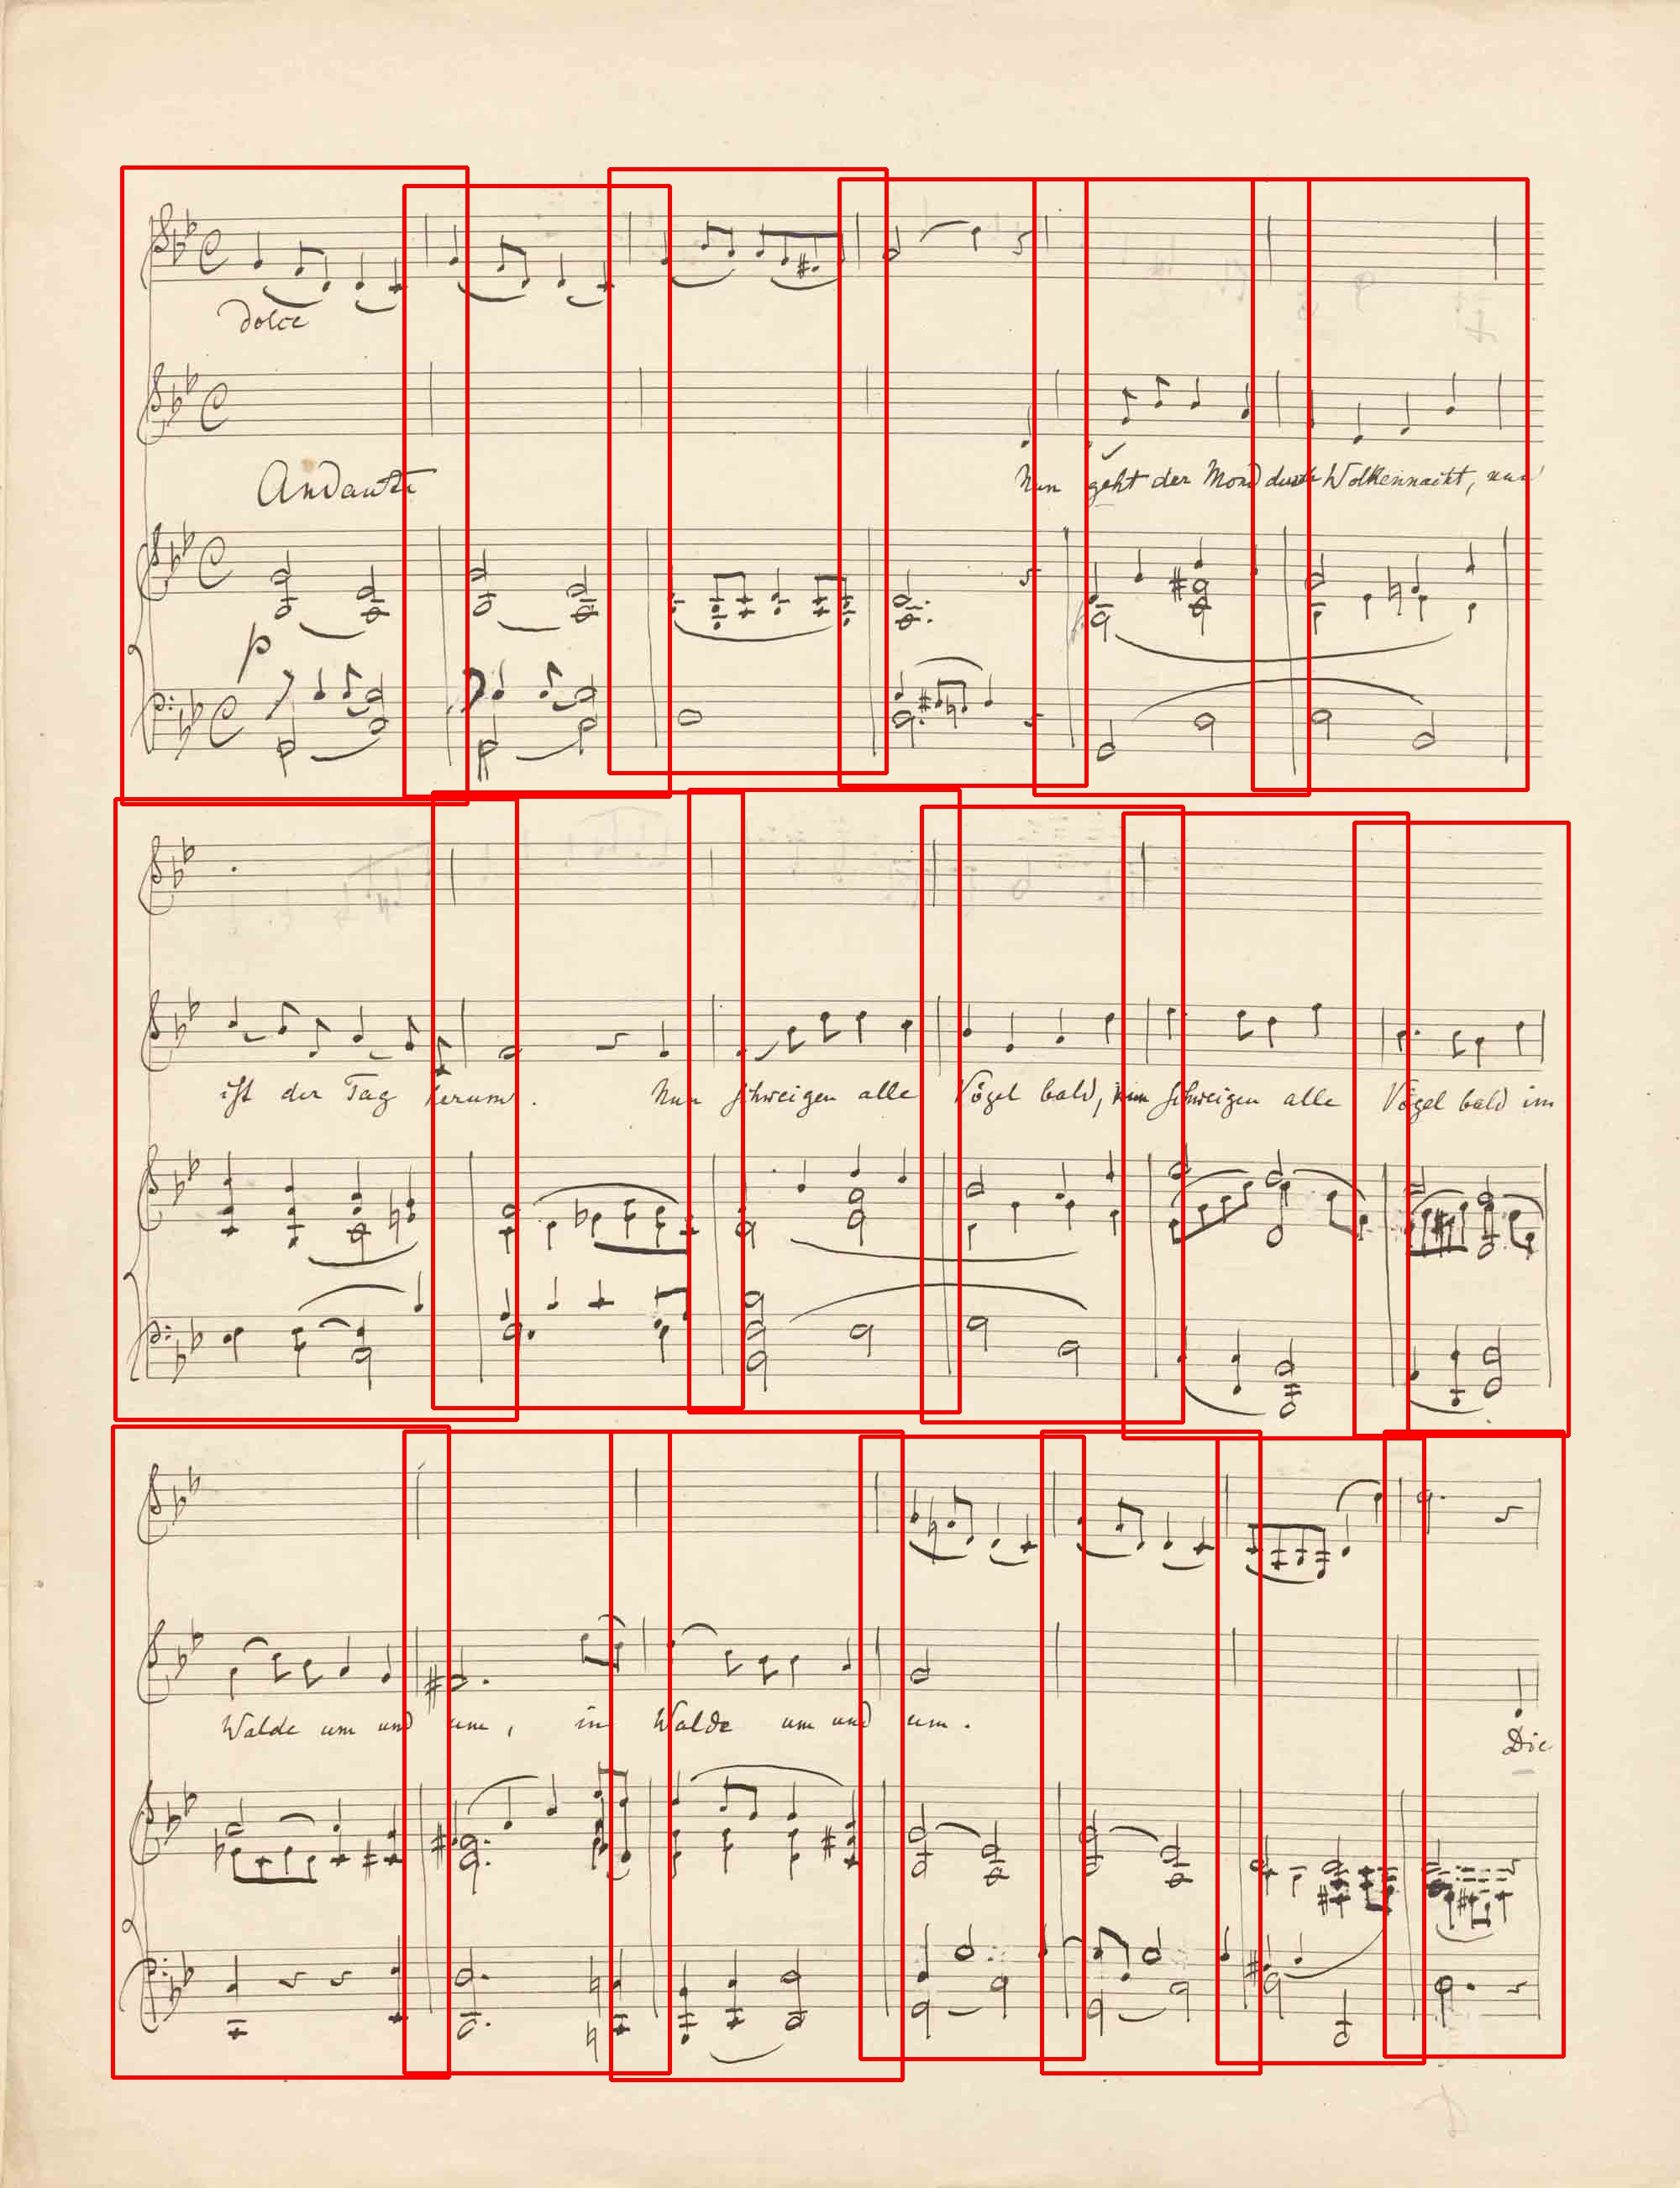 dolce
Andante
Nun geht der Mond durch Wolkennacht, nun
p
ist der Tag herum. Nun schweigen alle Vögel bald, nun schweigen alle Vögel bald im
Walde um und um, im Walde um und um.
Die